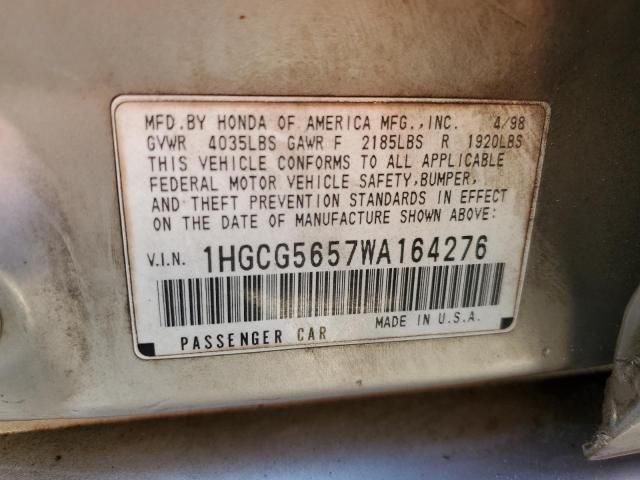 MFD.BY HONDA OF AMERICA MFG.,INC. 4/98
GVWR 4035LBS GAWR F 2185LBS R 1920LBS
THIS VEHICLE CONFORMS TO ALL APPLICABLE
FEDERAL MOTOR VEHICLE SAFETY,BUMPER,
AND THEFT PREVENTION STANDARDS IN EFFECT
ON THE DATE OF MANUFACTURE SHOWN ABOVE:
V.I.N. 1HGCG5657WA164276
PASSENGER CAR MADE IN U.S.A.